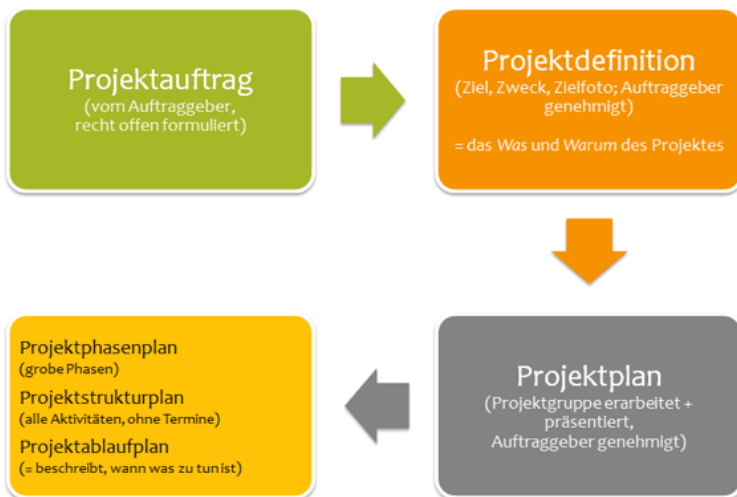 Projektauftrag
(vom Auftraggeber,
recht offen formuliert)
Projektdefinition
(Ziel, Zweck, Zielfoto; Auftraggeber
genehmigt)
= das Was und Warum des Projektes
Projektphasenplan
(grobe Phasen)
Projektstrukturplan
(alle Aktivitäten, ohne Termine)
Projektablaufplan
(= beschreibt, wann was zu tun ist)
Projektplan
(Projektgruppe erarbeitet +
präsentiert,
Auftraggeber genehmigt)